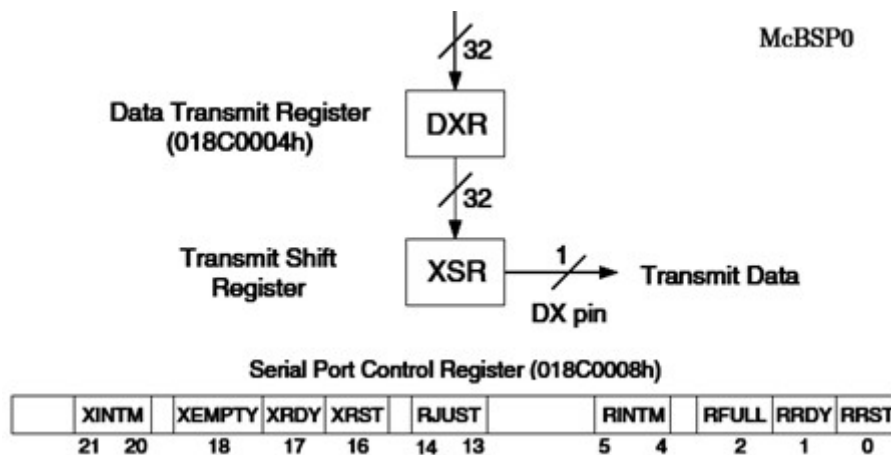 McBSP0
32
Data Transmit Register
(018C0004h)
DXR
32
Transmit Shift
Register
XSR
1
Transmit Data
DX pin
Serial Port Control Register (018C0008h)
XINTM XEMPTY XRDY XRST RJUST RINTM RFULL RRDY RRST
21 20 18 17 16 14 13 5 4 2 1 0